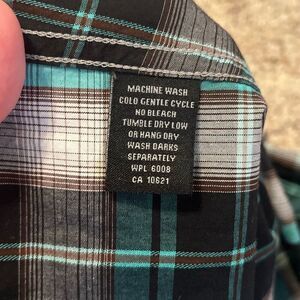 MACHINE WASH
COLD GENTLE CYCLE
NO BLEACH
TUMBLE DRY LOW
OR HANG DRY
WASH DARKS
SEPARATELY
WPL 6008
CA 10621